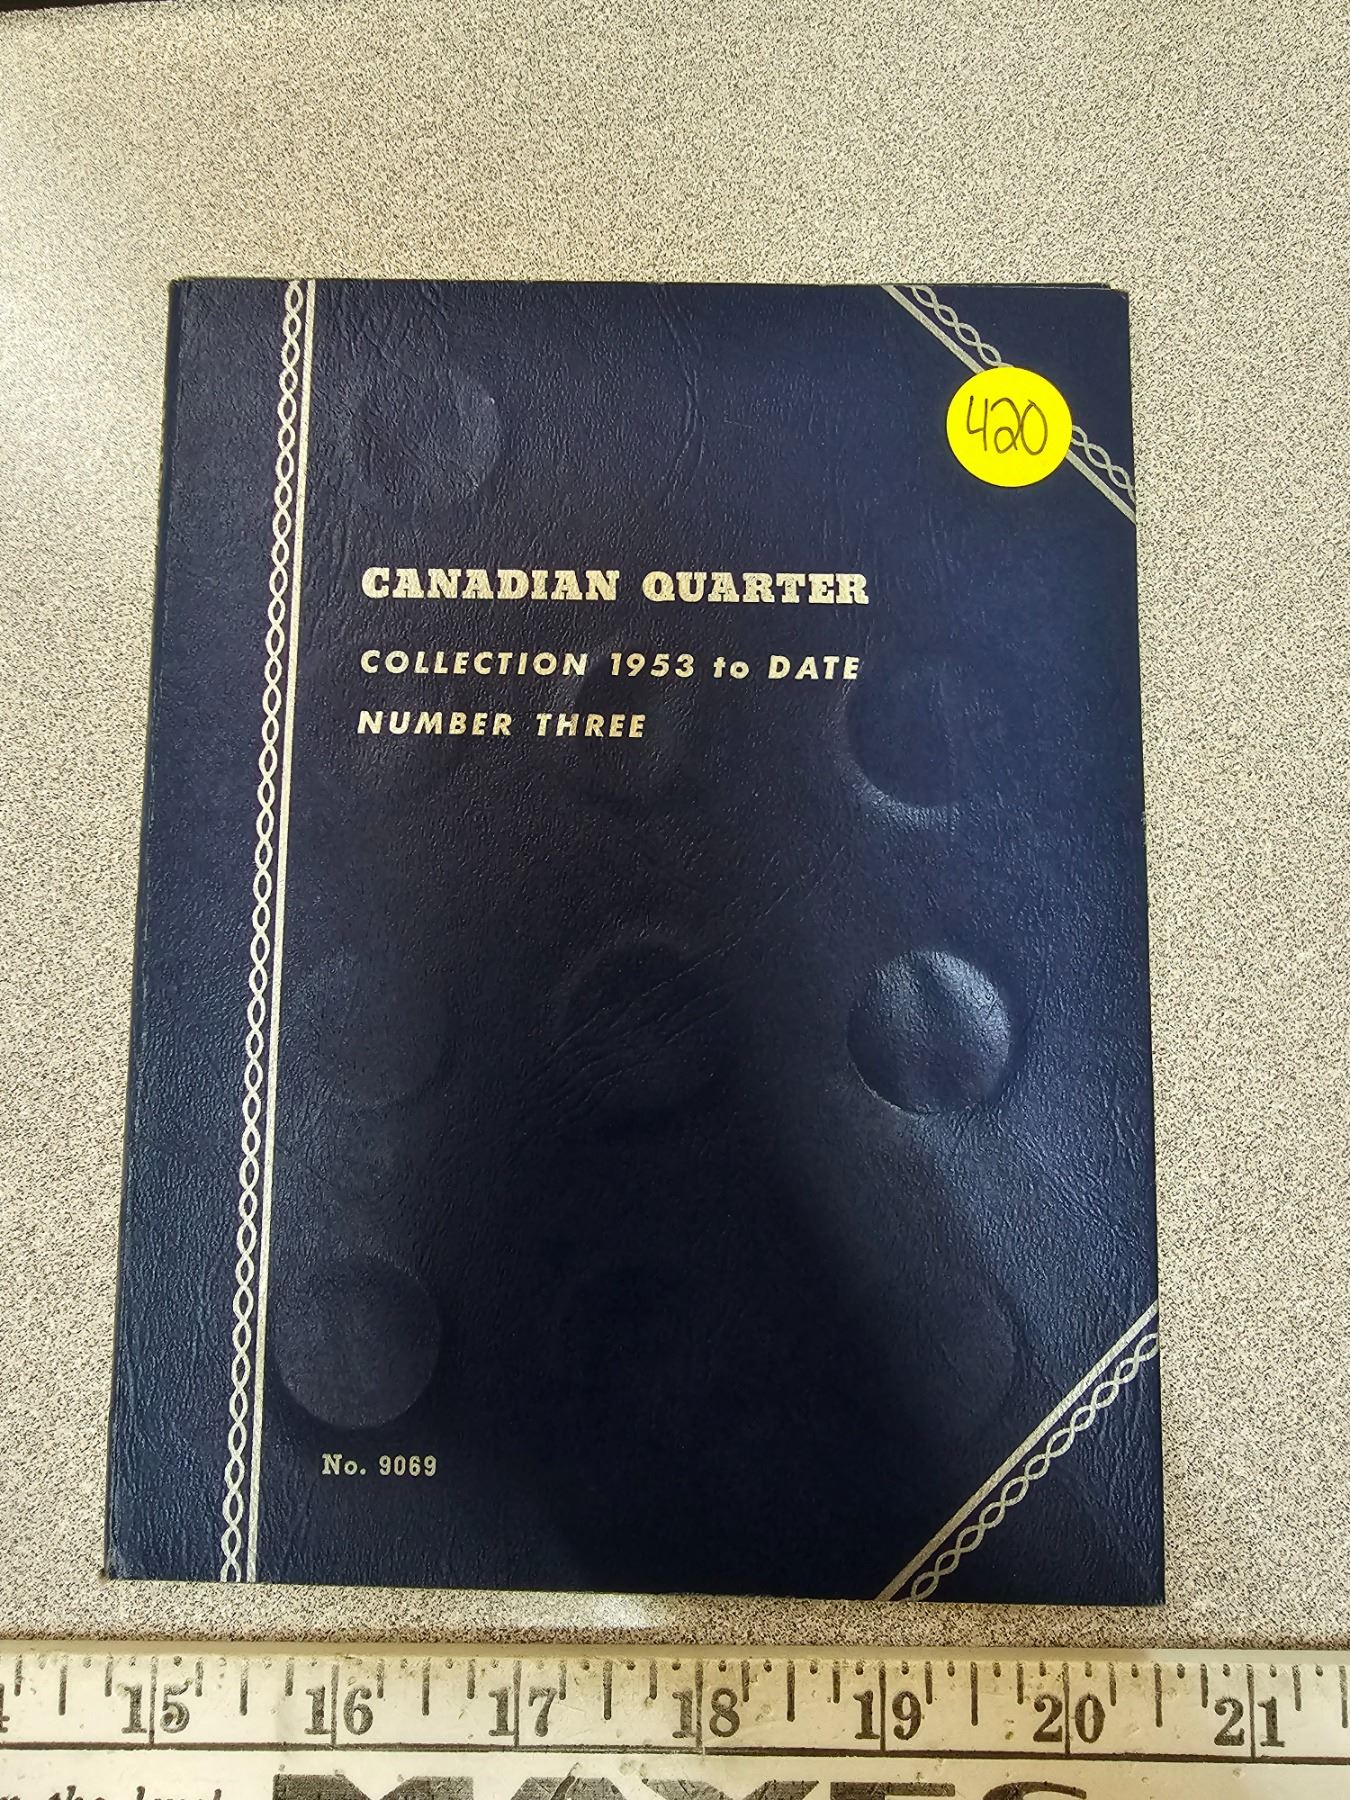 420
CANADIAN QUARTER
COLLECTION 1953 to DATE
NUMBER THREE
No. 9069
15 16 17 18 19 20 21